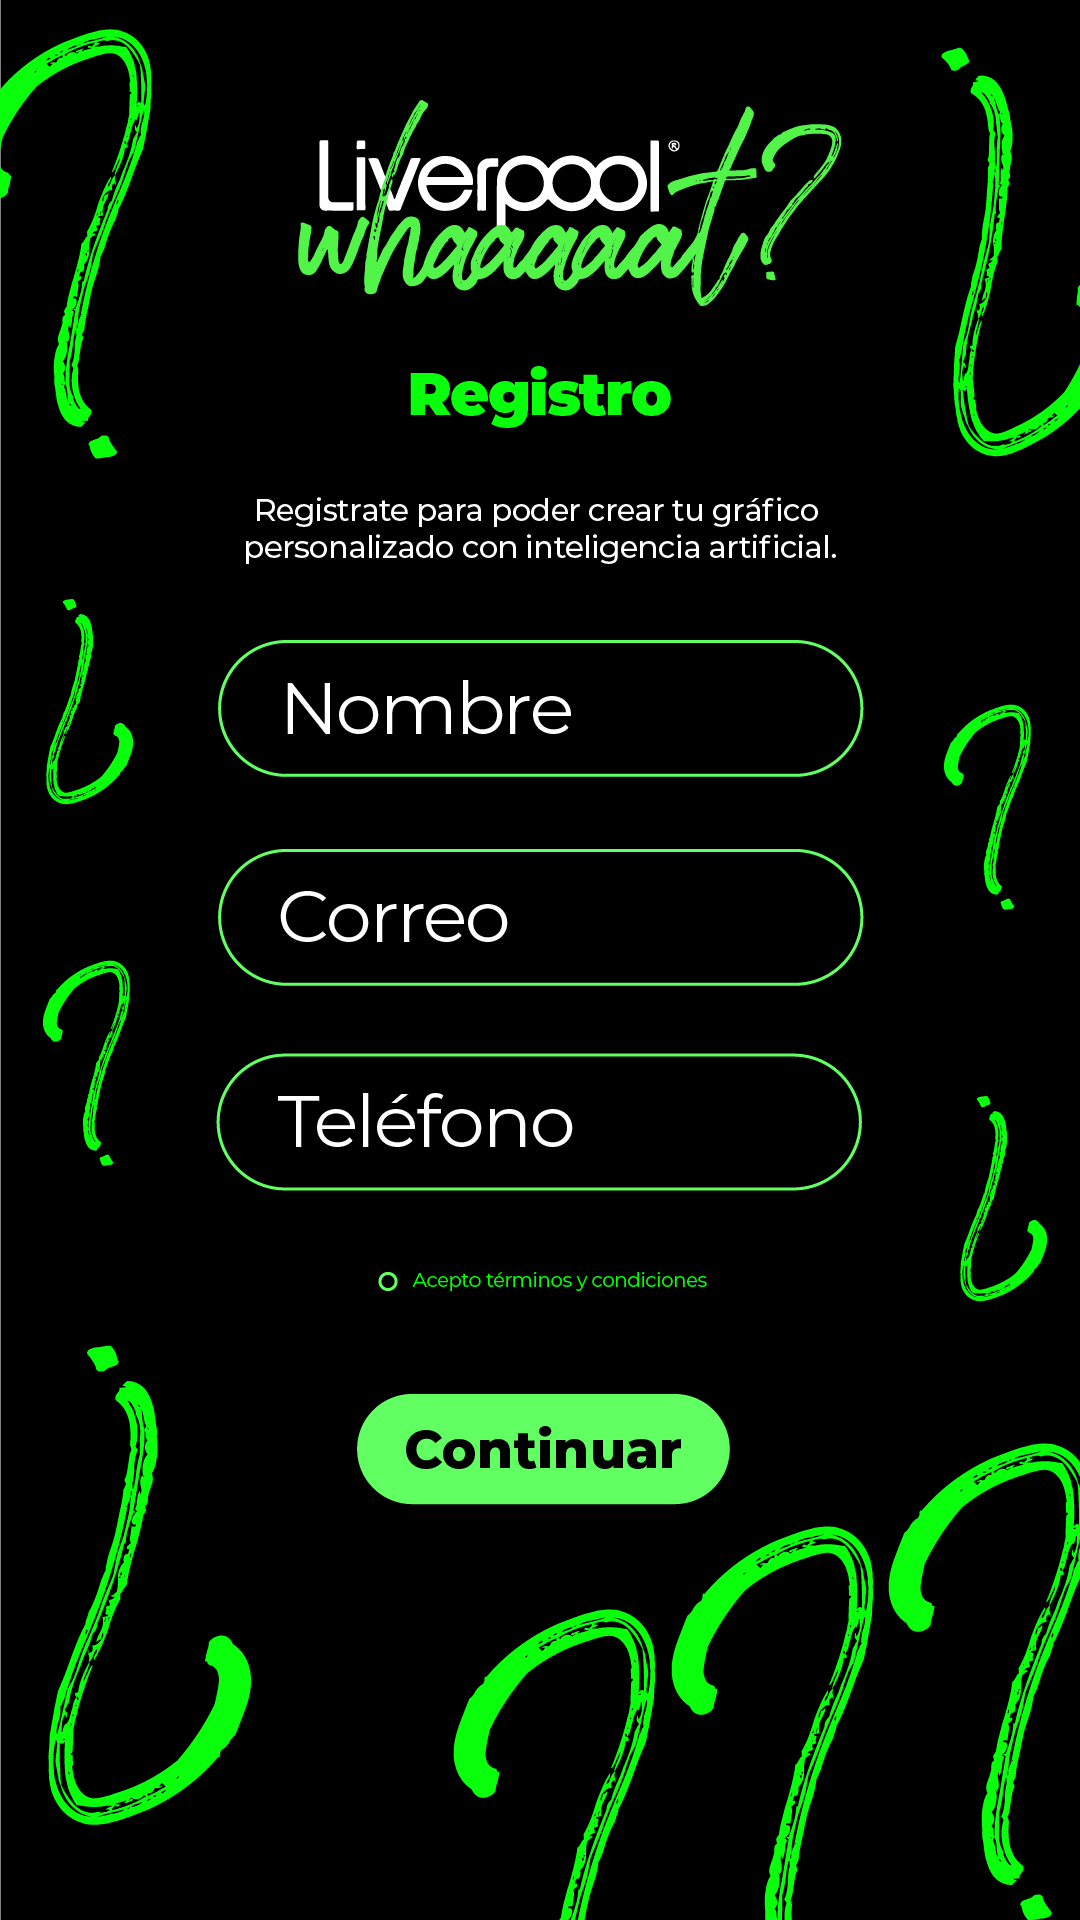 Liverpool®
whaaaaat?
Registro
Registrate para poder crear tu gráfico
personalizado con inteligencia artificial.
Nombre
Correo
Teléfono
Acepto términos y condiciones
Continuar